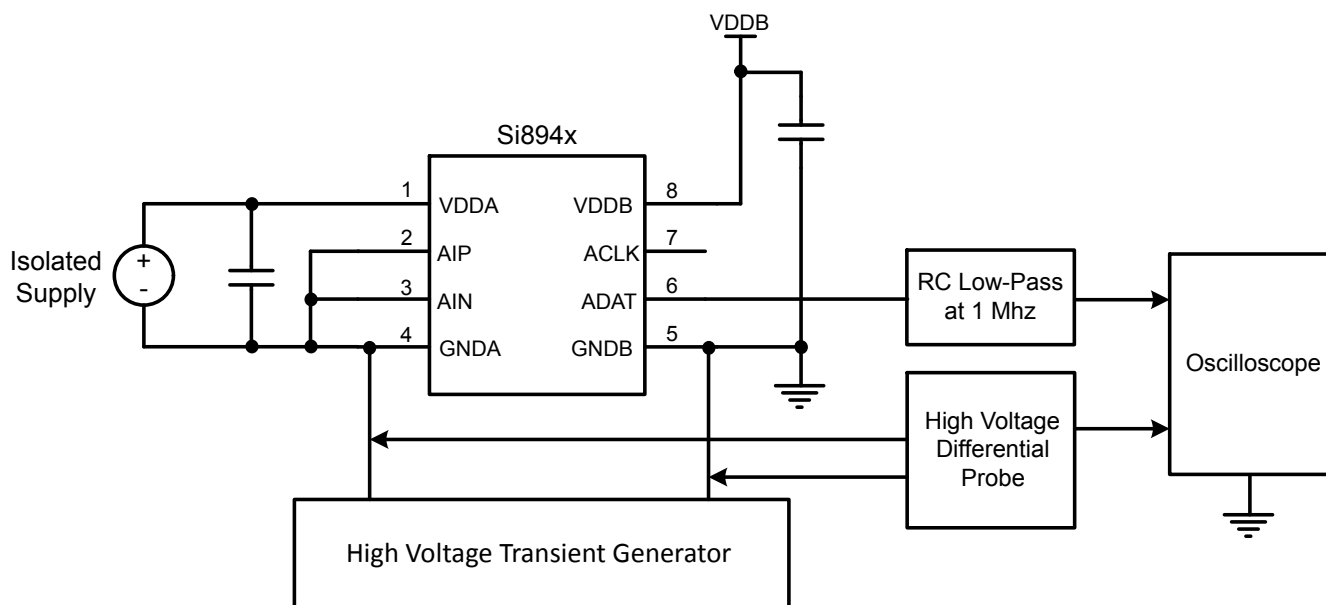 VDDB
Si894x
1
VDDA
VDDB
8
2
AIP
ACLK
7
3
AIN
ADAT
6
4
GNDA
GNDB
5
Isolated
Supply
+
-
RC Low-Pass
at 1 Mhz
Oscilloscope
High Voltage
Differential
Probe
High Voltage Transient Generator